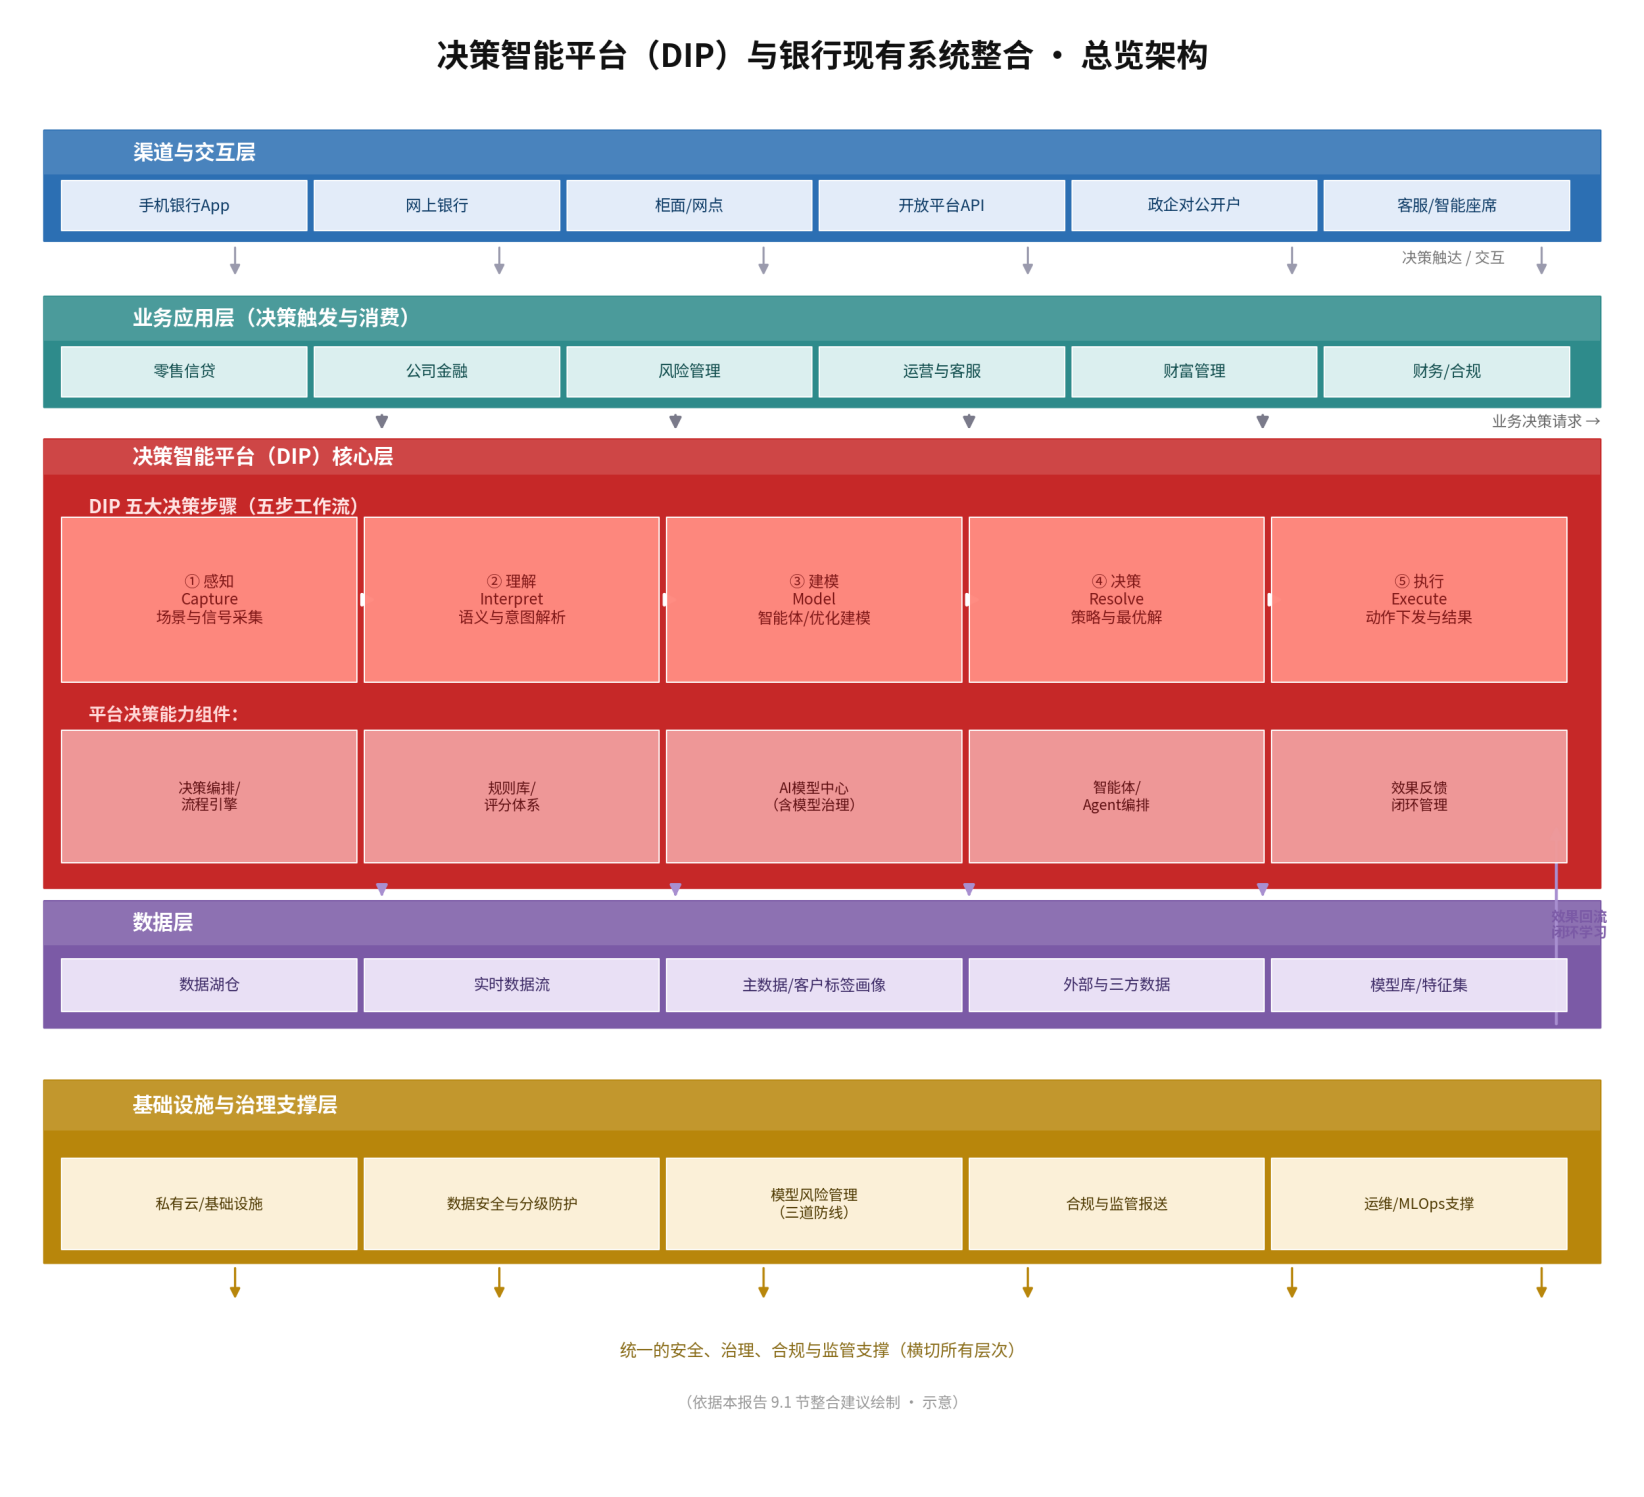 决策智能平台（DIP）与银行现有系统整合 · 总览架构
渠道与交互层
手机银行App
网上银行
柜面/网点
开放平台API
政企对公开户
客服/智能座席
决策触达 / 交互
业务应用层（决策触发与消费）
零售信贷
公司金融
风险管理
运营与客服
财富管理
财务/合规
业务决策请求 →
决策智能平台（DIP）核心层
DIP 五大决策步骤（五步工作流）
① 感知
Capture
场景与信号采集
② 理解
Interpret
语义与意图解析
③ 建模
Model
智能体/优化建模
④ 决策
Resolve
策略与最优解
⑤ 执行
Execute
动作下发与结果
平台决策能力组件：
决策编排/
流程引擎
规则库/
评分体系
AI模型中心
（含模型治理）
智能体/
Agent编排
效果反馈
闭环管理
数据层
效果回流
闭环学习
数据湖仓
实时数据流
主数据/客户标签画像
外部与三方数据
模型库/特征集
基础设施与治理支撑层
私有云/基础设施
数据安全与分级防护
模型风险管理
（三道防线）
合规与监管报送
运维/MLOps支撑
统一的安全、治理、合规与监管支撑（横切所有层次）
（依据本报告 9.1 节整合建议绘制 · 示意）